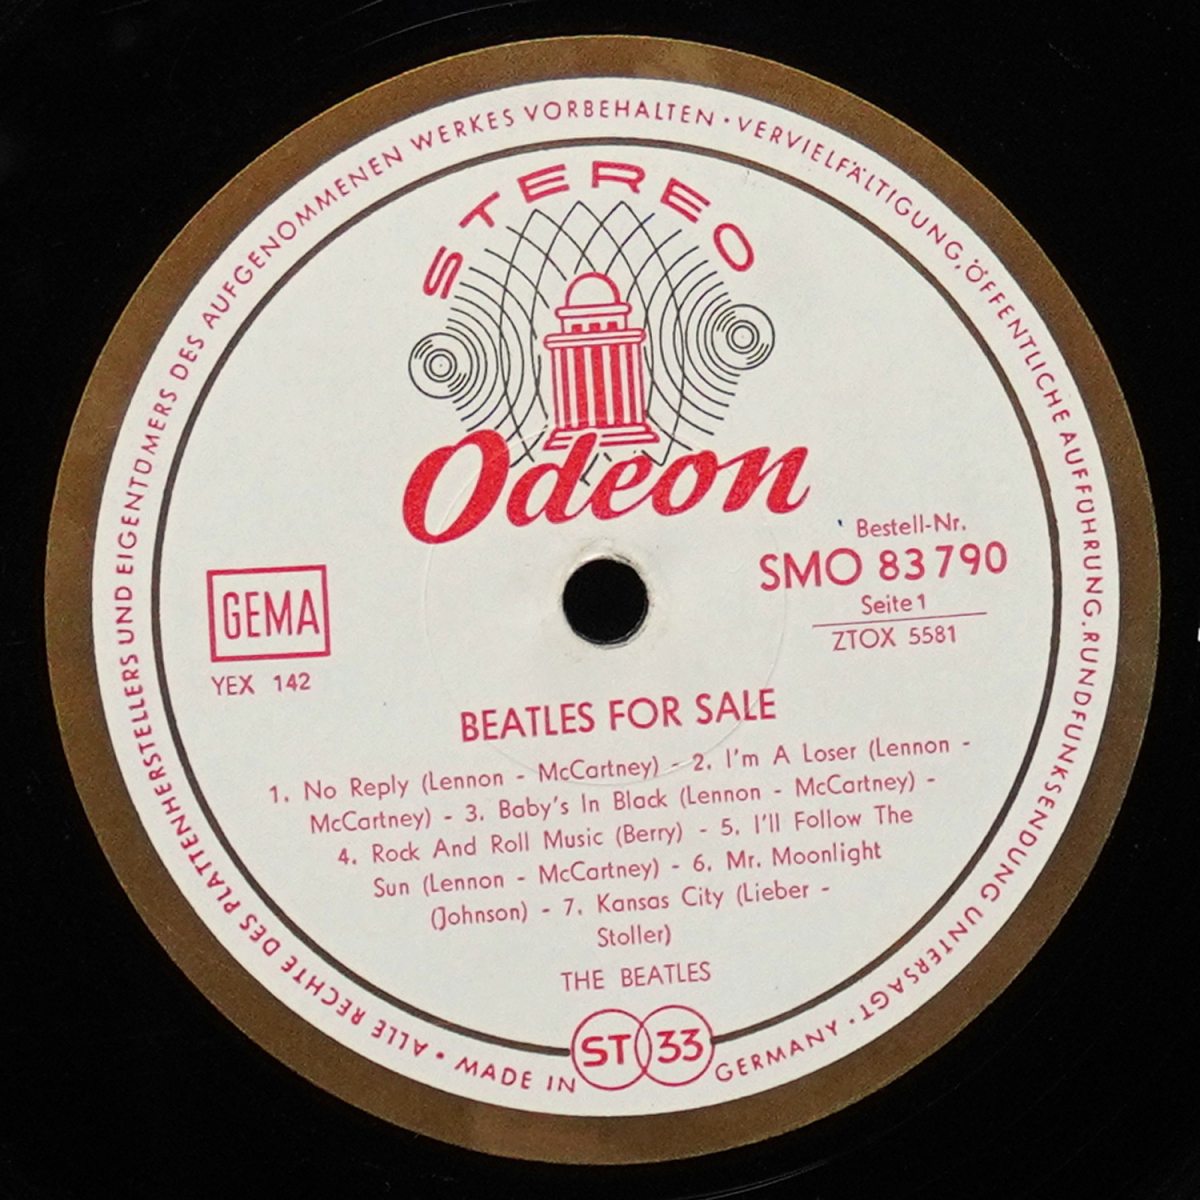 ALLE RECHTE DES PLATTENHERSTELLERS UND EIGENTÜMERS DES AUFGENOMMENEN WERKES VORBEHALTEN · VERVIELFÄLTIGUNG, ÖFFENTLICHE AUFFÜHRUNG, RUNDFUNKSENDUNG UNTERSAGT ·
STEREO
Odeon
Bestell-Nr.
SMO 83 790
Seite 1
ZTOX 5581
GEMA
YEX 142
BEATLES FOR SALE
1. No Reply (Lennon - McCartney) - 2. I'm A Loser (Lennon -
McCartney) - 3. Baby's In Black (Lennon - McCartney) -
4. Rock And Roll Music (Berry) - 5. I'll Follow The
Sun (Lennon - McCartney) - 6. Mr. Moonlight
(Johnson) - 7. Kansas City (Lieber -
Stoller)
THE BEATLES
ST 33
· MADE IN GERMANY ·